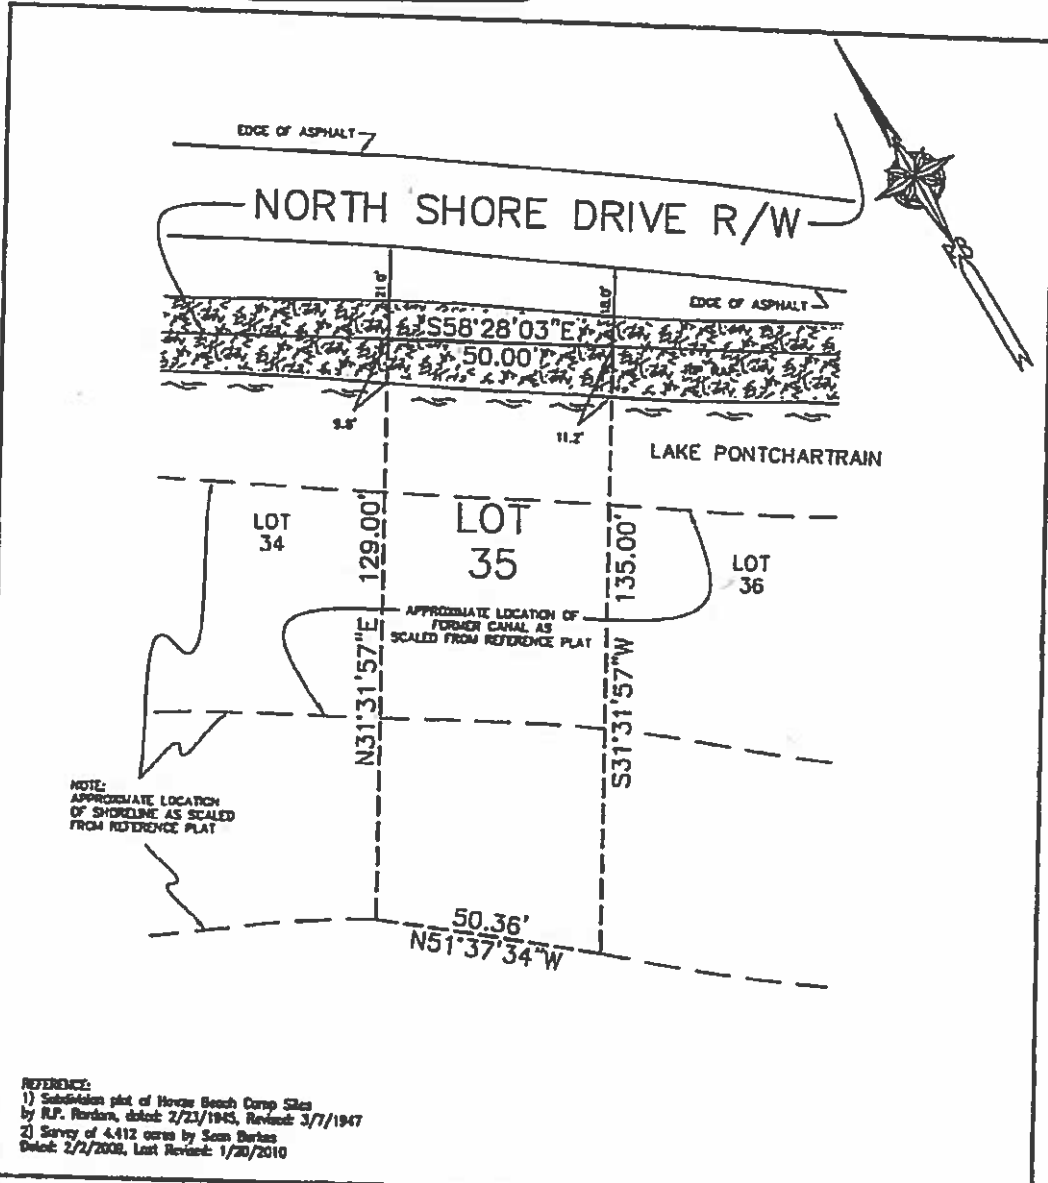 EDGE OF ASPHALT
NORTH SHORE DRIVE R/W
21.0'
18.0'
EDGE OF ASPHALT
S58°28'03"E
50.00'
9.8'
11.2'
LAKE PONTCHARTRAIN
LOT
34
129.00'
LOT
35
135.00'
LOT
36
APPROXIMATE LOCATION OF
FORMER CANAL AS
SCALED FROM REFERENCE PLAT
N31°31'57"E
S31°31'57"W
NOTE:
APPROXIMATE LOCATION
OF SHORELINE AS SCALED
FROM REFERENCE PLAT
50.36'
N51°37'34"W
REFERENCE:
1) Subdivision plat of Howze Beach Camp Sites
by R.P. dated: 2/23/1945, Revised: 3/7/1947
2) Survey of 4.412 acres by Sean Burkes
Dated: 2/2/2008, Last Revised: 1/20/2010